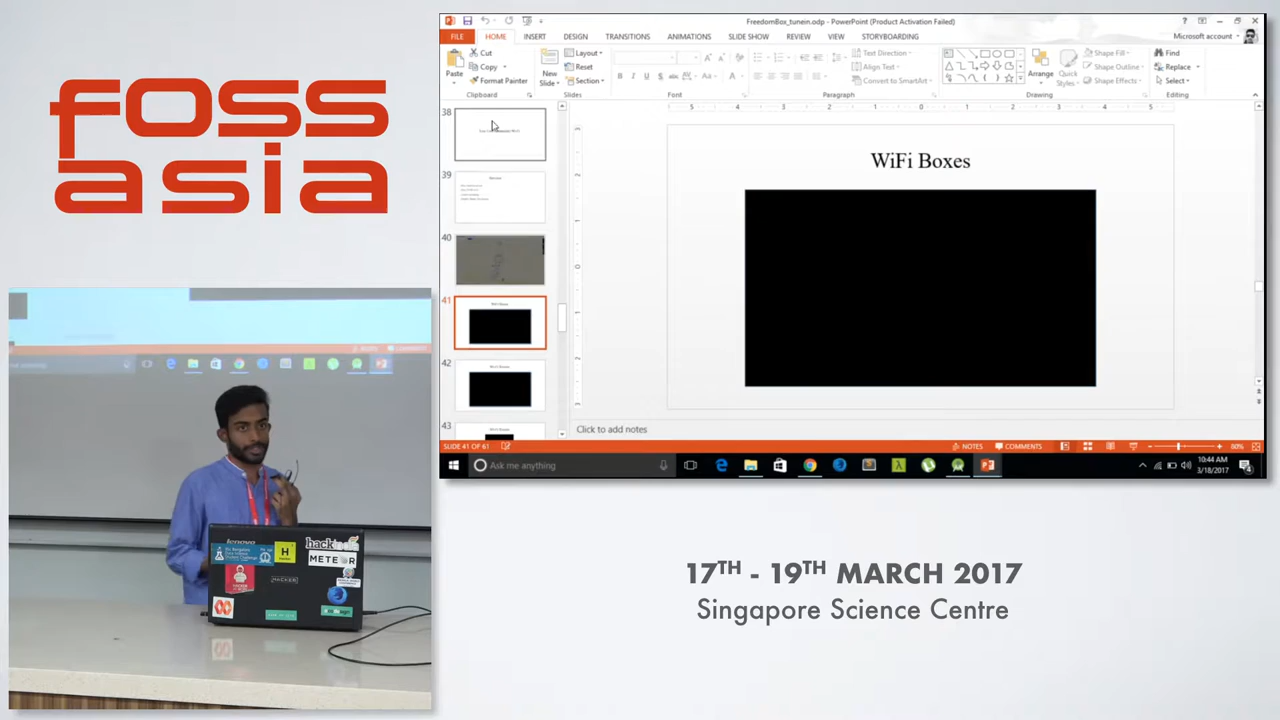 foss
asia
FreedomBox_tunein.odp - PowerPoint (Product Activation Failed)
FILE HOME INSERT DESIGN TRANSITIONS ANIMATIONS SLIDE SHOW REVIEW VIEW STORYBOARDING Microsoft account
Paste Cut Copy Format Painter
New Slide Layout Reset Section
Text Direction Align Text Convert to SmartArt
Arrange Quick Styles Shape Fill Shape Outline Shape Effects
Find Replace Select
Clipboard Slides Font Paragraph Drawing Editing
38
39
40
41
42
43
WiFi Boxes
Click to add notes
SLIDE 41 OF 61 NOTES COMMENTS 80%
Ask me anything
10:44 AM
3/18/2017
lenovo
hack
METEOR
H
HACKER
17TH - 19TH MARCH 2017
Singapore Science Centre